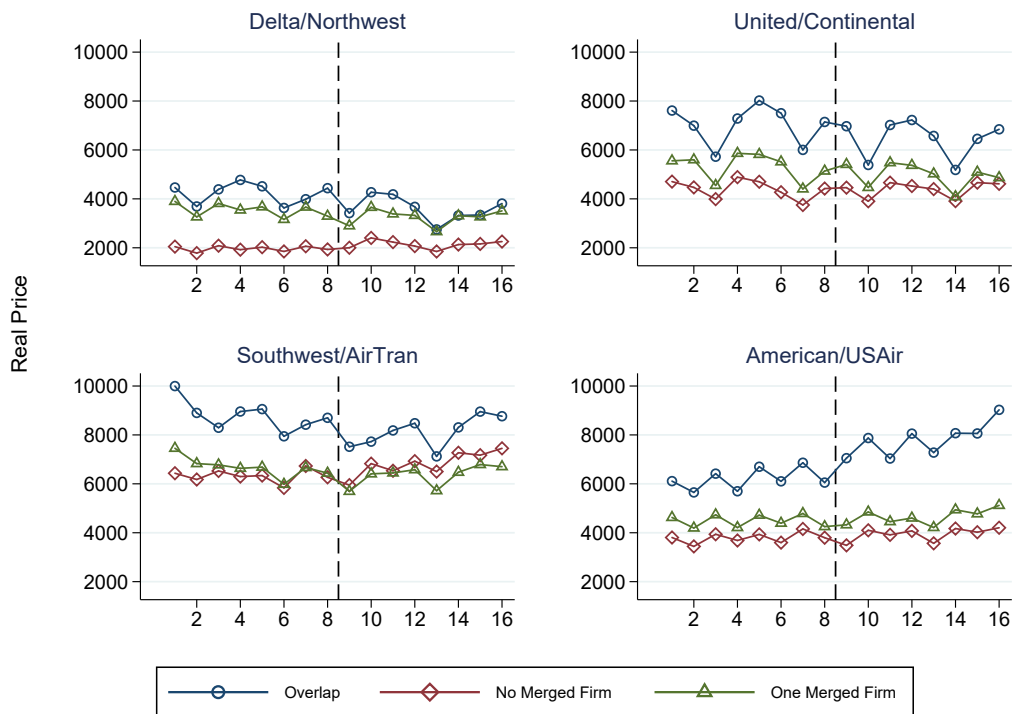 Delta/Northwest
United/Continental
10000
8000
6000
4000
2000
2 4 6 8 10 12 14 16
10000
8000
6000
4000
2000
2 4 6 8 10 12 14 16
Real Price
Southwest/AirTran
American/USAir
10000
8000
6000
4000
2000
2 4 6 8 10 12 14 16
10000
8000
6000
4000
2000
2 4 6 8 10 12 14 16
Overlap No Merged Firm One Merged Firm